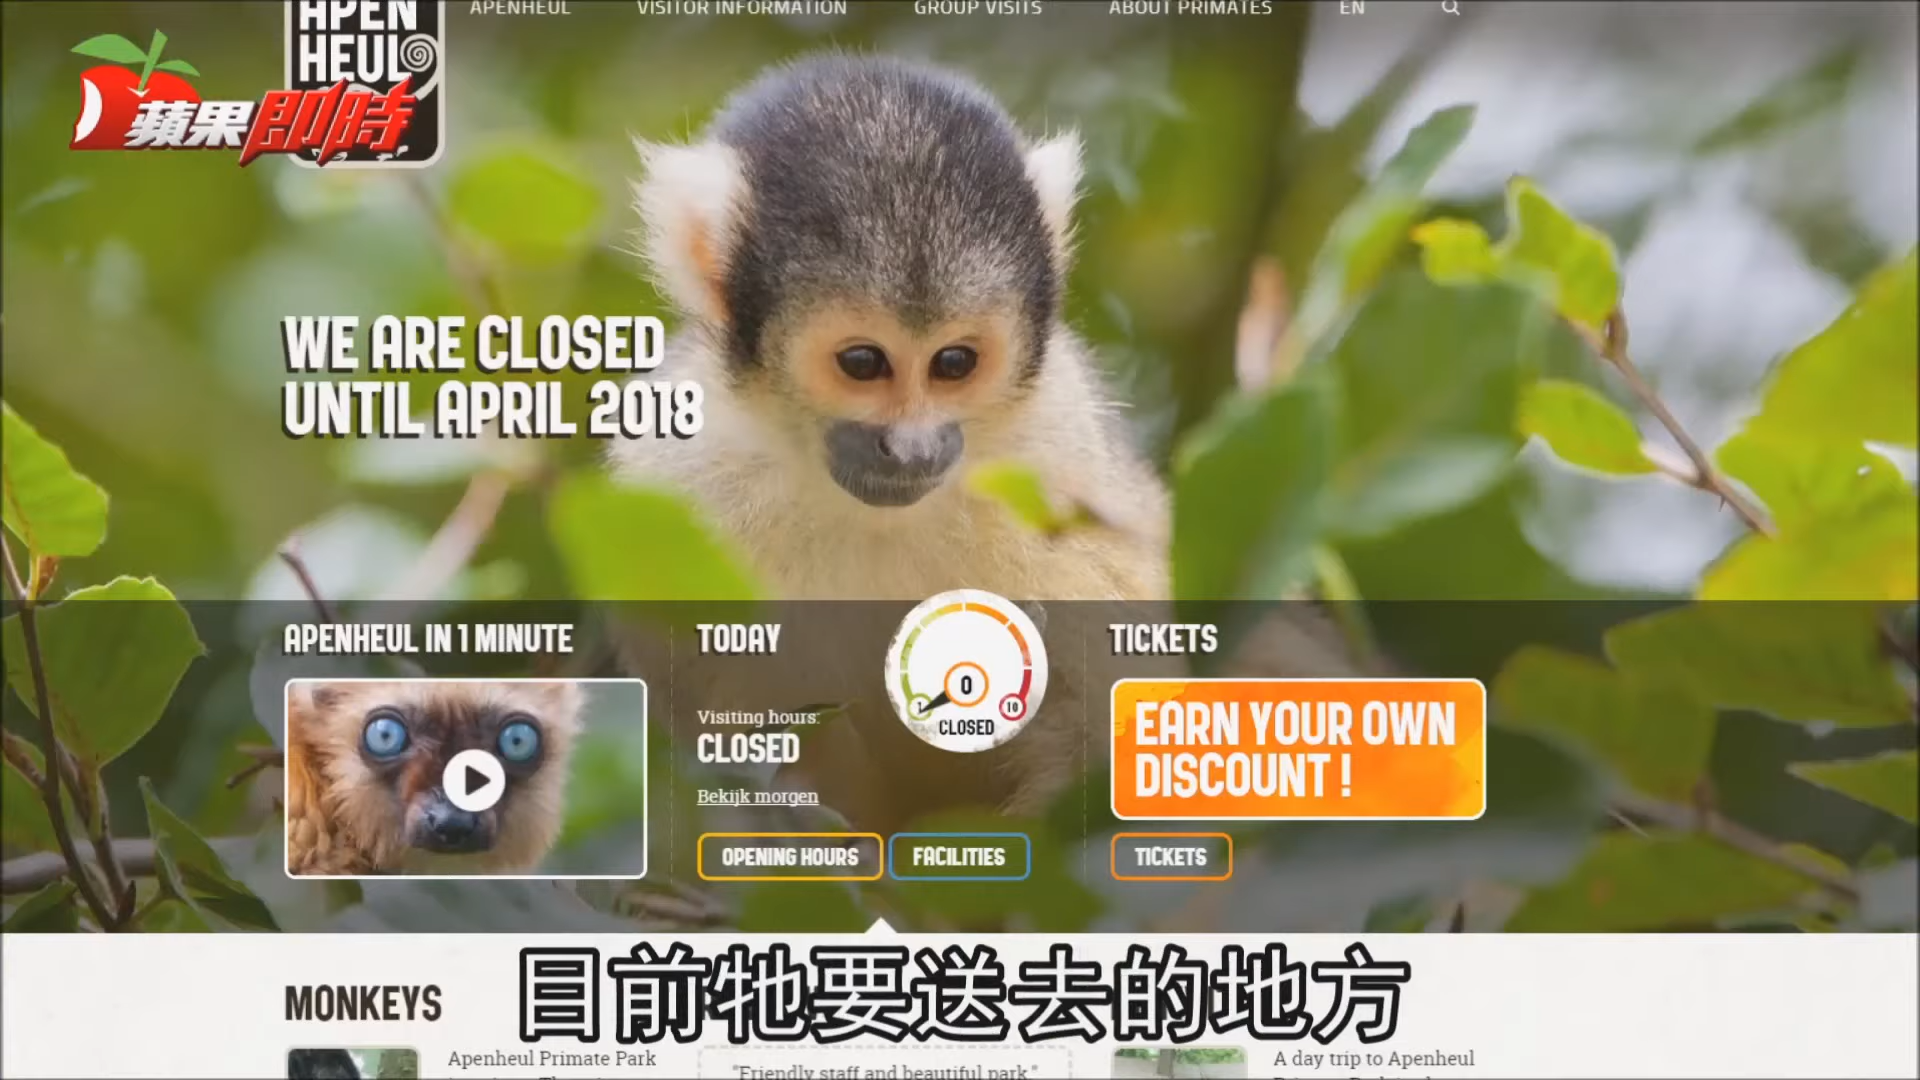 APENHEUL
VISITOR INFORMATION
GROUP VISITS
ABOUT PRIMATES
EN
APEN
HEUL
蘋果即時
WE ARE CLOSED
UNTIL APRIL 2018
APENHEUL IN 1 MINUTE
TODAY
Visiting hours:
CLOSED
Bekijk morgen
OPENING HOURS
FACILITIES
0
1
10
CLOSED
TICKETS
EARN YOUR OWN
DISCOUNT !
TICKETS
目前牠要送去的地方
MONKEYS
Apenheul Primate Park
"Friendly staff and beautiful park."
A day trip to Apenheul